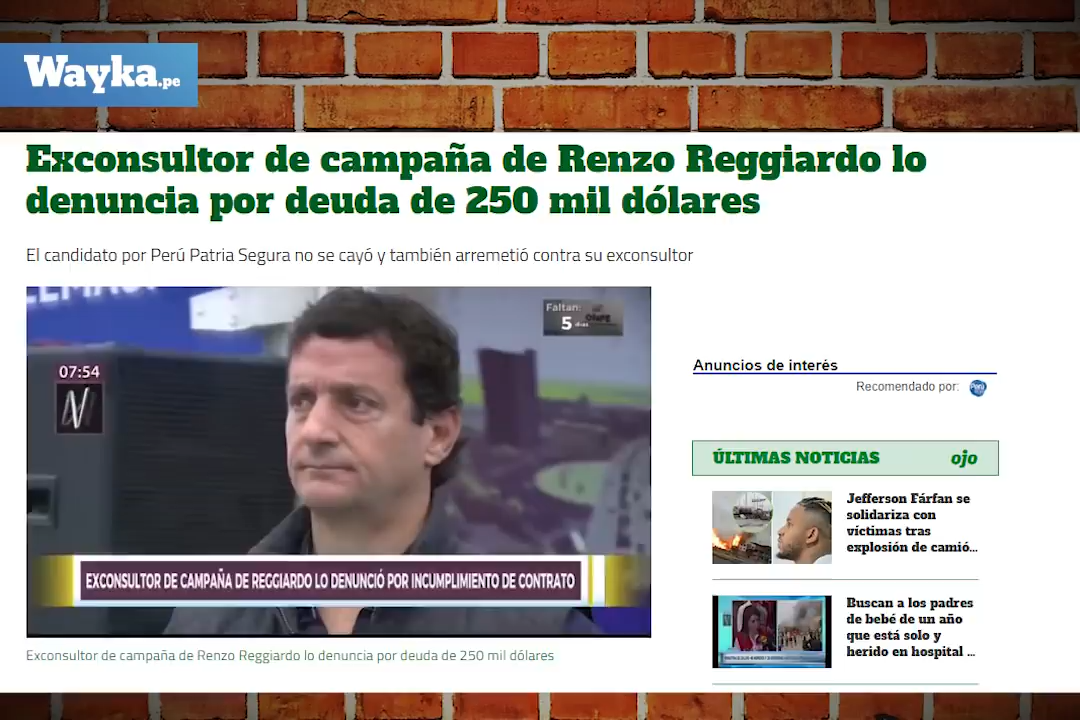 Wayka.pe
Exconsultor de campaña de Renzo Reggiardo lo
denuncia por deuda de 250 mil dólares
El candidato por Perú Patria Segura no se cayó y también arremetió contra su exconsultor
Faltan:
5 días
ONPE
07:54
N
EXCONSULTOR DE CAMPAÑA DE REGGIARDO LO DENUNCIÓ POR INCUMPLIMIENTO DE CONTRATO
Exconsultor de campaña de Renzo Reggiardo lo denuncia por deuda de 250 mil dólares
Anuncios de interés
Recomendado por:
Perú
ÚLTIMAS NOTICIAS
ojo
Jefferson Fárfan se
solidariza con
víctimas tras
explosión de camió...
Buscan a los padres
de bebé de un año
que está solo y
herido en hospital ...